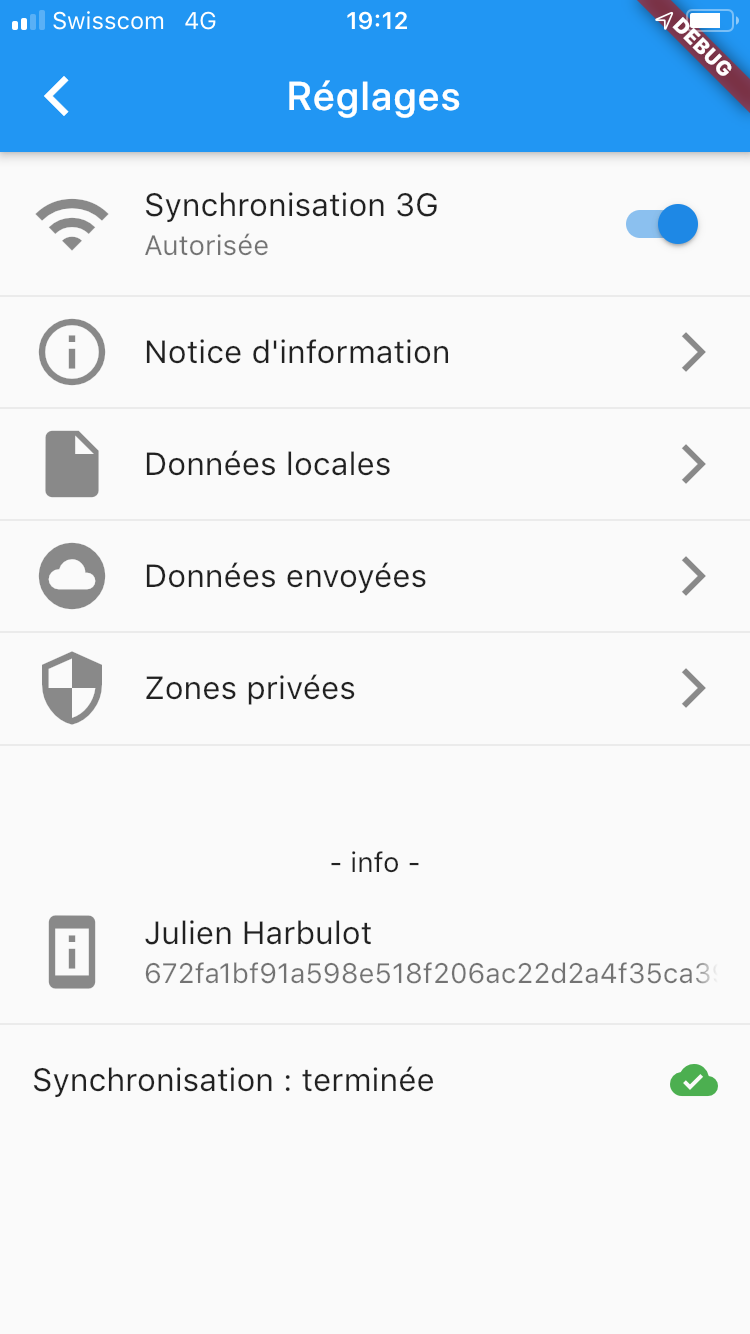 Swisscom 4G 19:12
DEBUG
Réglages
Synchronisation 3G
Autorisée
Notice d'information
Données locales
Données envoyées
Zones privées
- info -
Julien Harbulot
672fa1bf91a598e518f206ac22d2a4f35ca3
Synchronisation : terminée